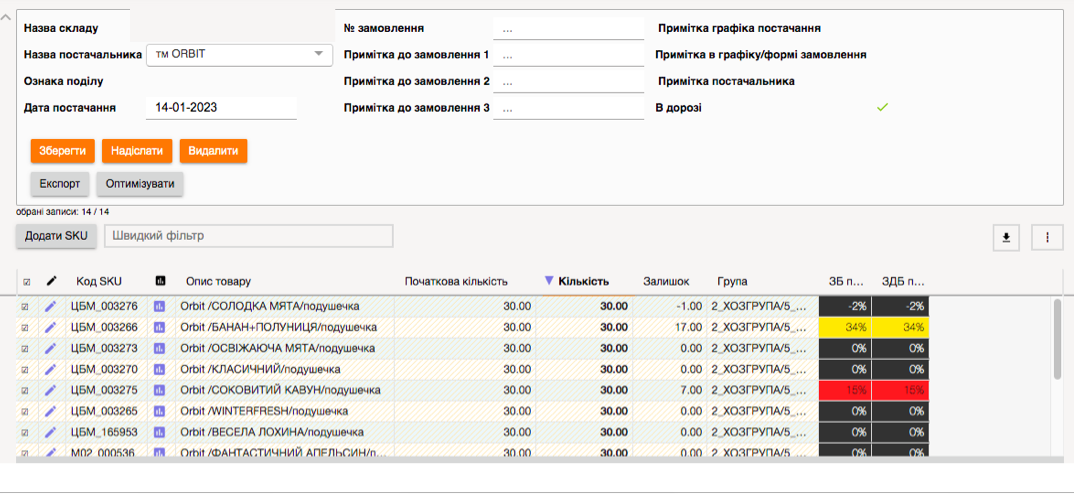 Назва складу № замовлення ... Примітка графіка постачання
Назва постачальника тм ORBIT Примітка до замовлення 1 ... Примітка в графіку/формі замовлення
Ознака поділу Примітка до замовлення 2 ... Примітка постачальника
Дата постачання 14-01-2023 Примітка до замовлення 3 ... В дорозі
Зберегти Надіслати Видалити
Експорт Оптимізувати
обрані записи: 14 / 14
Додати SKU Швидкий фільтр
Код SKU Опис товару Початкова кількість Кількість Залишок Група ЗБ п... ЗДБ п...
ЦБМ_003276 Orbit /СОЛОДКА МЯТА/подушечка 30.00 30.00 -1.00 2_ХОЗГРУПА/5_... -2% -2%
ЦБМ_003266 Orbit /БАНАН+ПОЛУНИЦЯ/подушечка 30.00 30.00 17.00 2_ХОЗГРУПА/5_... 34% 34%
ЦБМ_003273 Orbit /ОСВІЖАЮЧА МЯТА/подушечка 30.00 30.00 0.00 2_ХОЗГРУПА/5_... 0% 0%
ЦБМ_003270 Orbit /КЛАСИЧНИЙ/подушечка 30.00 30.00 0.00 2_ХОЗГРУПА/5_... 0% 0%
ЦБМ_003275 Orbit /СОКОВИТИЙ КАВУН/подушечка 30.00 30.00 7.00 2_ХОЗГРУПА/5_... 15% 15%
ЦБМ_003265 Orbit /WINTERFRESH/подушечка 30.00 30.00 0.00 2_ХОЗГРУПА/5_... 0% 0%
ЦБМ_165953 Orbit /ВЕСЕЛА ЛОХИНА/подушечка 30.00 30.00 0.00 2_ХОЗГРУПА/5_... 0% 0%
М02_000536 Orbit /ФАНТАСТИЧНИЙ АПЕЛЬСИН/п... 30.00 30.00 0.00 2_ХОЗГРУПА/5_... 0% 0%